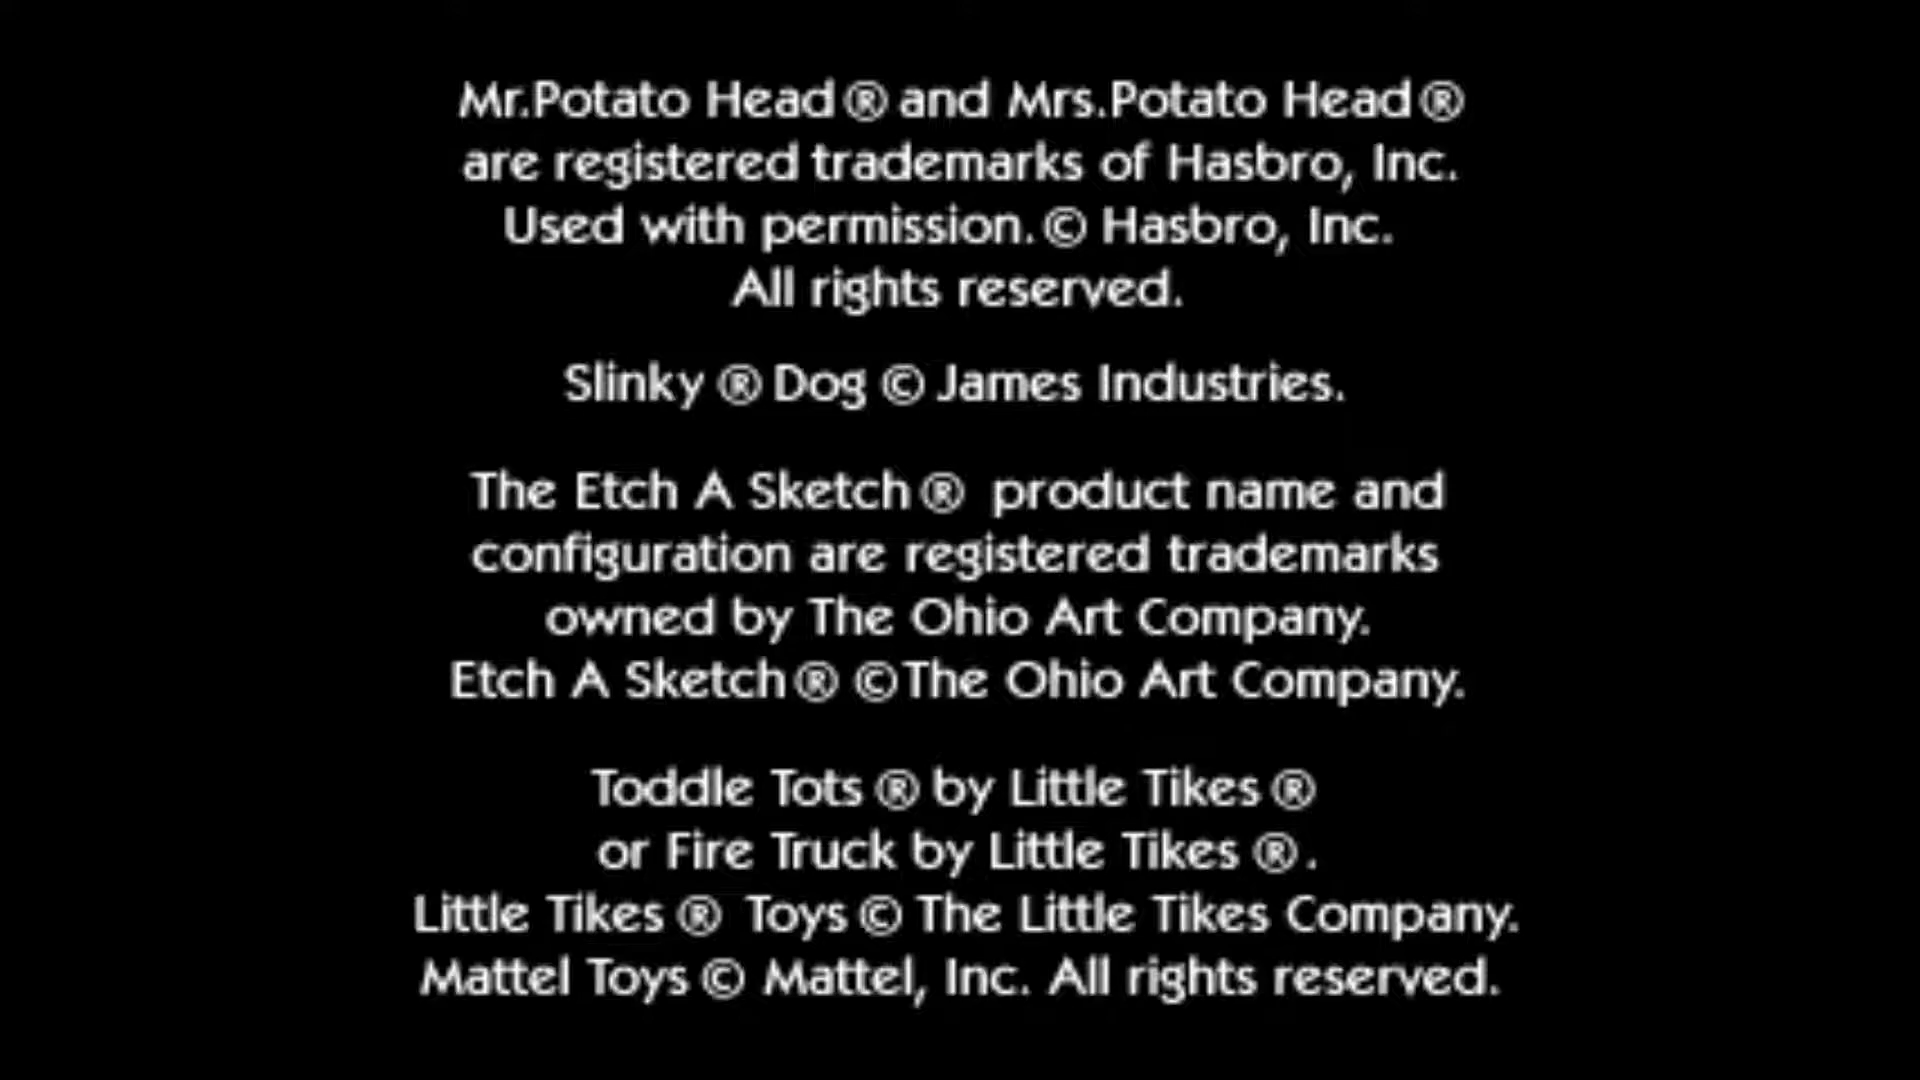 Mr.Potato Head ® and Mrs.Potato Head ®
are registered trademarks of Hasbro, Inc.
Used with permission. © Hasbro, Inc.
All rights reserved.
Slinky ® Dog © James Industries.
The Etch A Sketch ® product name and
configuration are registered trademarks
owned by The Ohio Art Company.
Etch A Sketch ® ©The Ohio Art Company.
Toddle Tots ® by Little Tikes ®
or Fire Truck by Little Tikes ® .
Little Tikes ® Toys © The Little Tikes Company.
Mattel Toys © Mattel, Inc. All rights reserved.